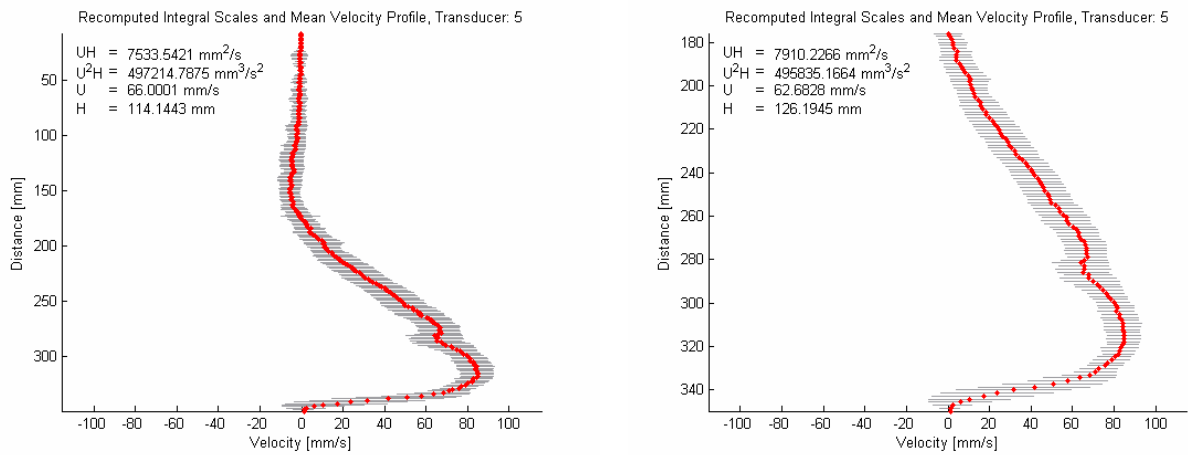 Recomputed Integral Scales and Mean Velocity Profile, Transducer: 5
UH = 7533.5421 mm²/s
U²H = 497214.7875 mm³/s²
U = 66.0001 mm/s
H = 114.1443 mm
50
100
150
200
250
300
Distance [mm]
-100 -80 -60 -40 -20 0 20 40 60 80 100
Velocity [mm/s]
Recomputed Integral Scales and Mean Velocity Profile, Transducer: 5
UH = 7910.2266 mm²/s
U²H = 495835.1664 mm³/s²
U = 62.6828 mm/s
H = 126.1945 mm
180
200
220
240
260
280
300
320
340
Distance [mm]
-100 -80 -60 -40 -20 0 20 40 60 80 100
Velocity [mm/s]